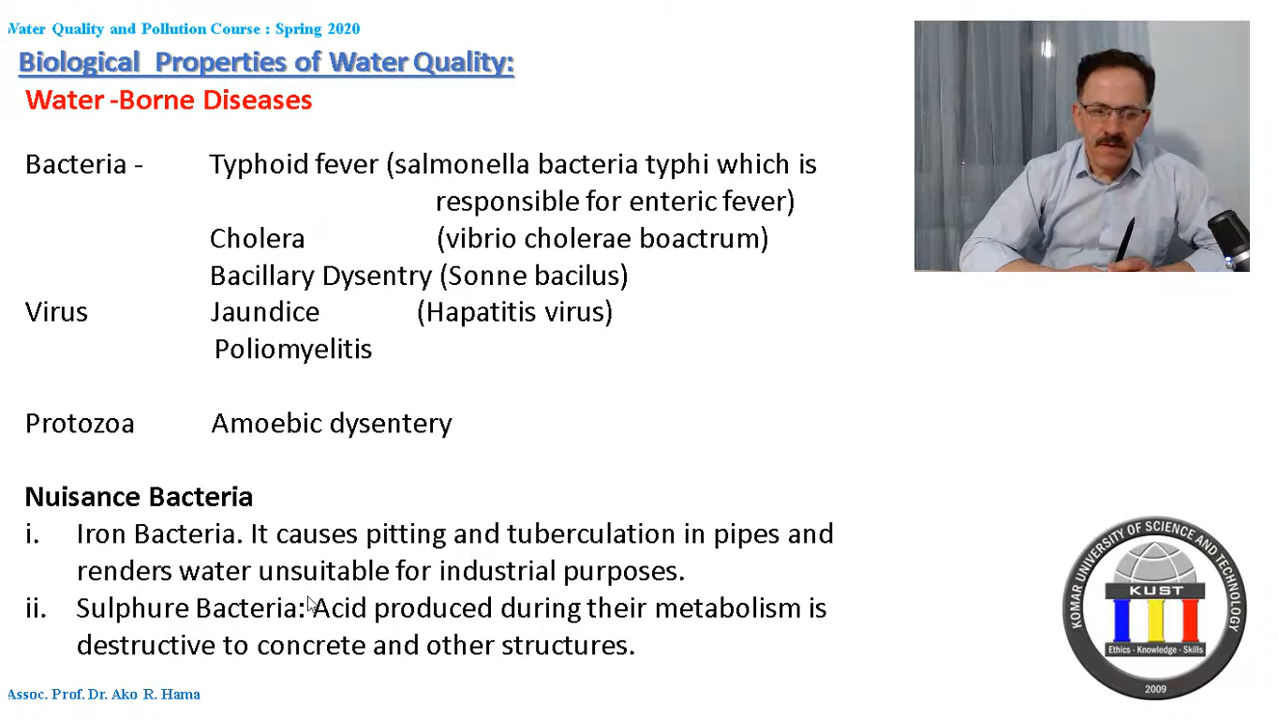 Water Quality and Pollution Course : Spring 2020
Biological Properties of Water Quality:
Water -Borne Diseases
Bacteria - Typhoid fever (salmonella bacteria typhi which is
responsible for enteric fever)
Cholera (vibrio cholerae boactrum)
Bacillary Dysentry (Sonne bacilus)
Virus Jaundice (Hapatitis virus)
Poliomyelitis
Protozoa Amoebic dysentery
Nuisance Bacteria
i. Iron Bacteria. It causes pitting and tuberculation in pipes and
renders water unsuitable for industrial purposes.
ii. Sulphure Bacteria: Acid produced during their metabolism is
destructive to concrete and other structures.
Assoc. Prof. Dr. Ako R. Hama
KOMAR UNIVERSITY OF SCIENCE AND TECHNOLOGY
KUST
Ethics - Knowledge - Skills
2009